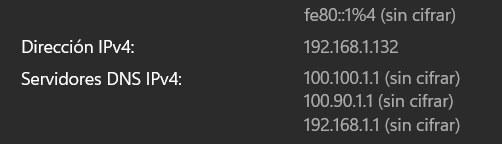 fe80::1%4 (sin cifrar)
Dirección IPv4: 192.168.1.132
Servidores DNS IPv4: 100.100.1.1 (sin cifrar)
100.90.1.1 (sin cifrar)
192.168.1.1 (sin cifrar)